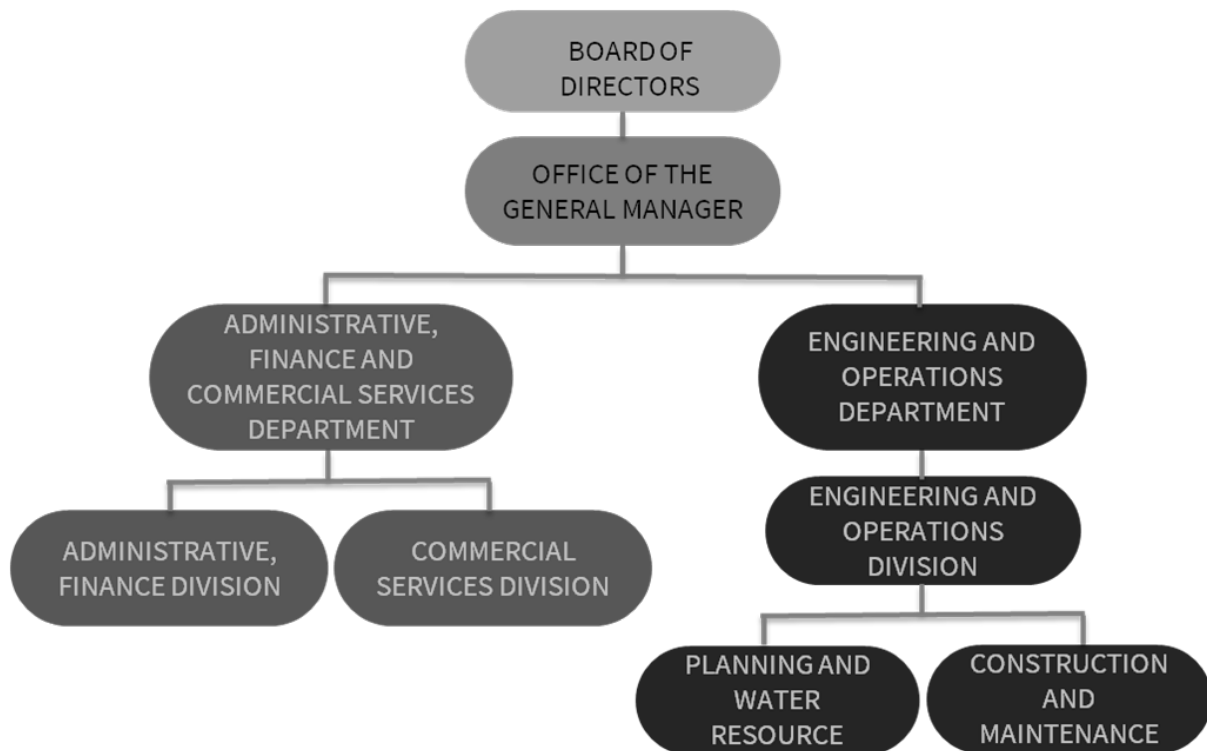 BOARD OF
DIRECTORS
OFFICE OF THE
GENERAL MANAGER
ADMINISTRATIVE,
FINANCE AND
COMMERCIAL SERVICES
DEPARTMENT
ENGINEERING AND
OPERATIONS
DEPARTMENT
ADMINISTRATIVE,
FINANCE DIVISION
COMMERCIAL
SERVICES DIVISION
ENGINEERING AND
OPERATIONS
DIVISION
PLANNING AND
WATER
RESOURCE
CONSTRUCTION
AND
MAINTENANCE